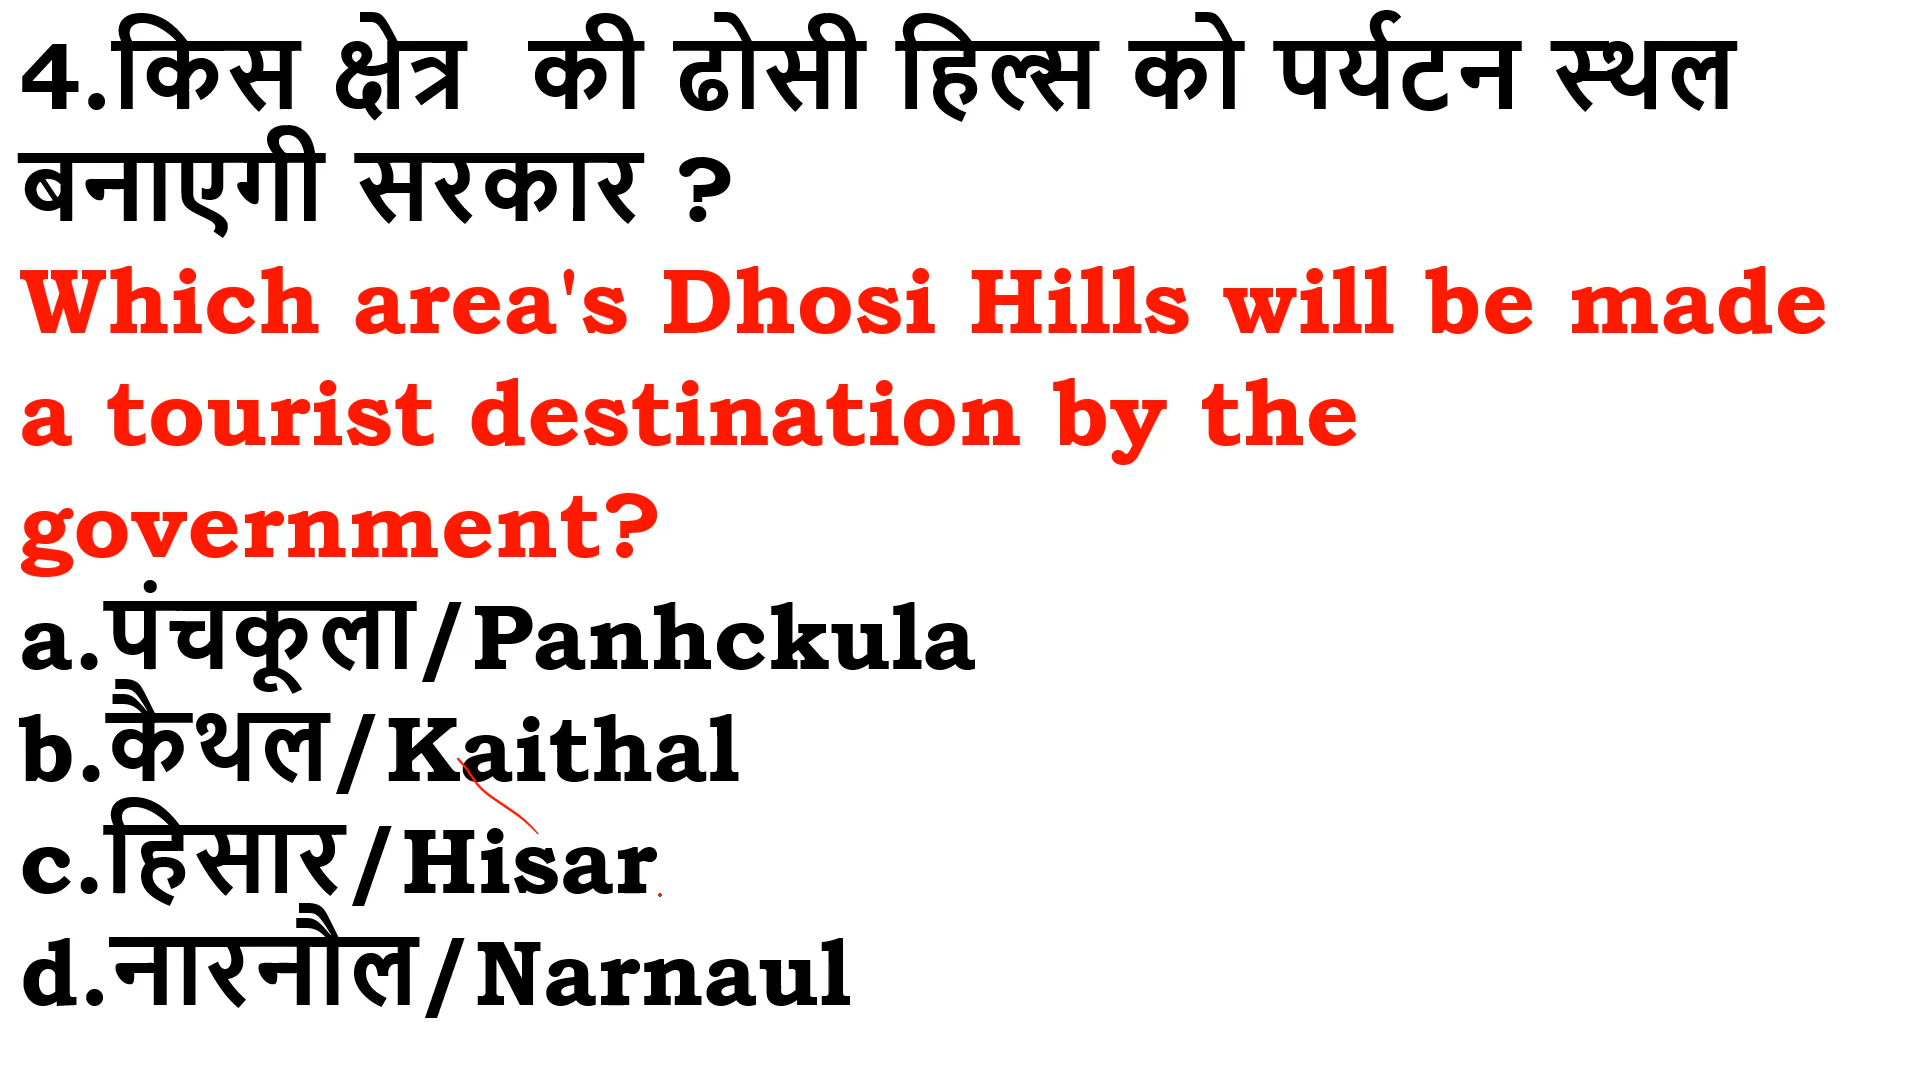 4.किस क्षेत्र की ढोसी हिल्स को पर्यटन स्थल
बनाएगी सरकार ?
Which area's Dhosi Hills will be made
a tourist destination by the
government?
a.पंचकूला/Panhckula
b.कैथल/Kaithal
c.हिसार/Hisar
d.नारनौल/Narnaul